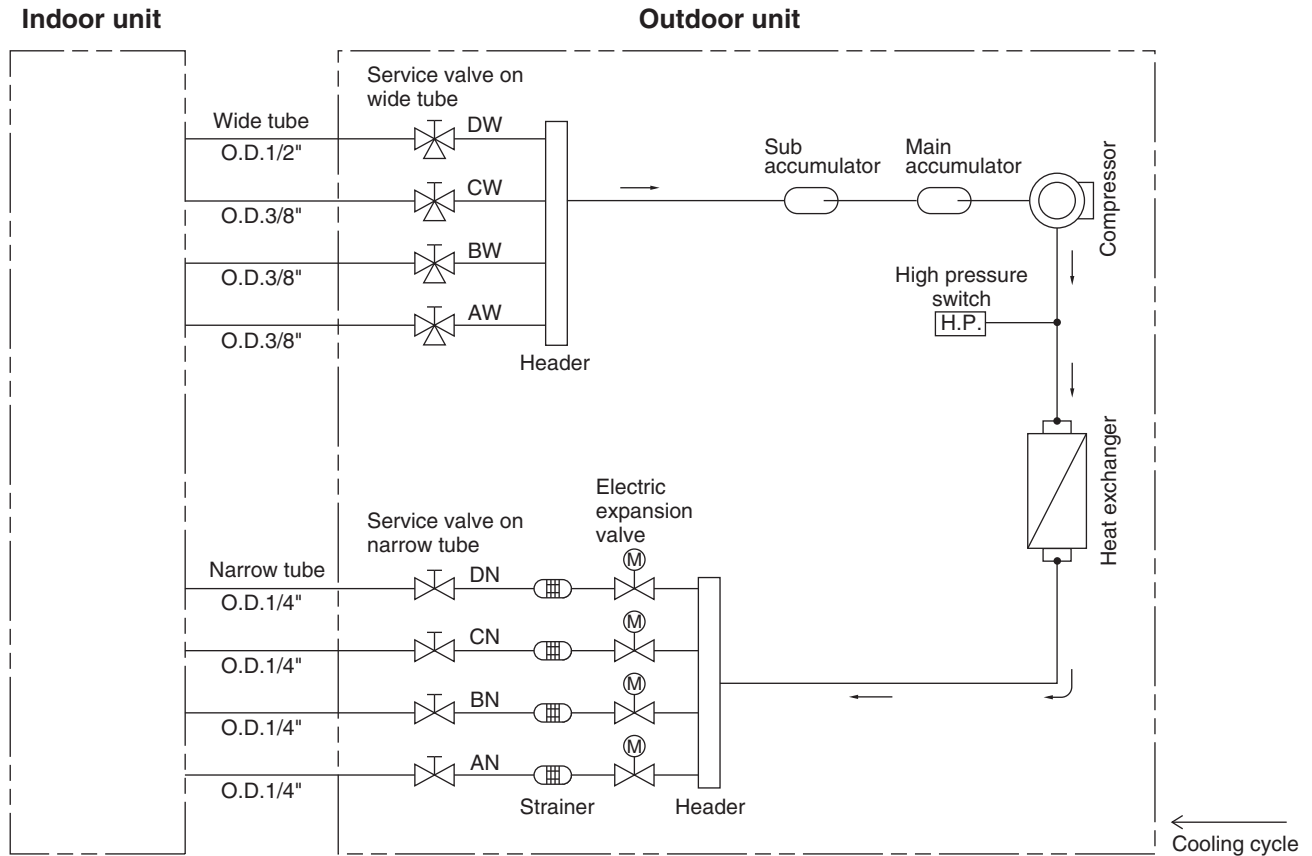 Indoor unit
Outdoor unit
Service valve on
wide tube
Wide tube
O.D.1/2"
DW
CW
O.D.3/8"
BW
O.D.3/8"
AW
O.D.3/8"
Header
Sub
accumulator
Main
accumulator
Compressor
High pressure
switch
H.P.
Heat exchanger
Electric
expansion
valve
Service valve on
narrow tube
Narrow tube
O.D.1/4"
DN
M
CN
M
O.D.1/4"
BN
M
O.D.1/4"
AN
M
O.D.1/4"
Strainer
Header
Cooling cycle